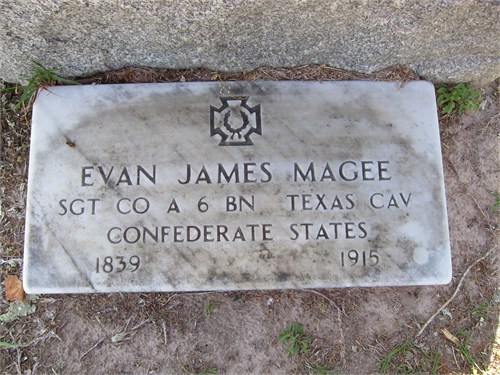 EVAN JAMES MAGEE
SGT CO A 6 BN TEXAS CAV
CONFEDERATE STATES
1839 1915